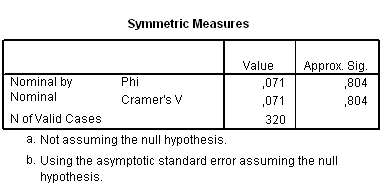 Symmetric Measures
Value Approx. Sig.
Nominal by Phi ,071 ,804
Nominal Cramer's V ,071 ,804
N of Valid Cases 320
a. Not assuming the null hypothesis.
b. Using the asymptotic standard error assuming the null
hypothesis.